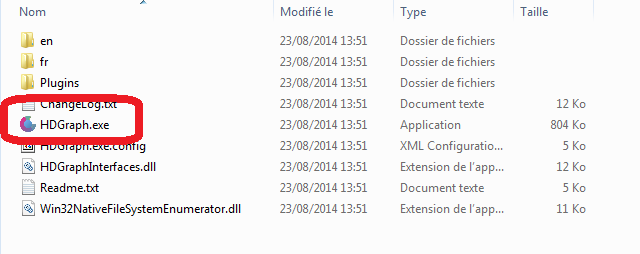 Nom Modifié le Type Taille
en 23/08/2014 13:51 Dossier de fichiers
fr 23/08/2014 13:51 Dossier de fichiers
Plugins 23/08/2014 13:51 Dossier de fichiers
ChangeLog.txt 23/08/2014 13:51 Document texte 12 Ko
HDGraph.exe 23/08/2014 13:51 Application 804 Ko
HDGraph.exe.config 23/08/2014 13:51 XML Configuratio... 5 Ko
HDGraphInterfaces.dll 23/08/2014 13:51 Extension de l'app... 12 Ko
Readme.txt 23/08/2014 13:51 Document texte 5 Ko
Win32NativeFileSystemEnumerator.dll 23/08/2014 13:51 Extension de l'app... 11 Ko